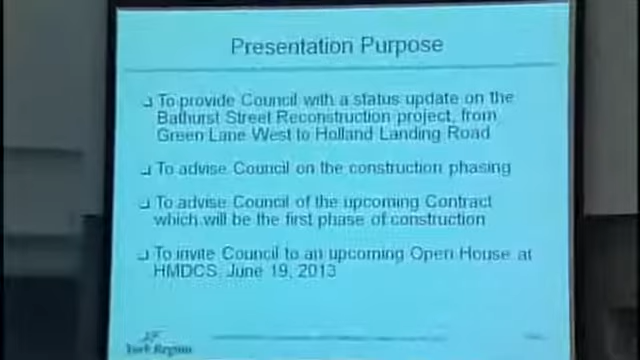 Presentation Purpose
To provide Council with a status update on the
Bathurst Street Reconstruction project, from
Green Lane West to Holland Landing Road
To advise Council on the construction phasing
To advise Council of the upcoming Contract
which will be the first phase of construction
To invite Council to an upcoming Open House at
HMDCS, June 19, 2013
York Region